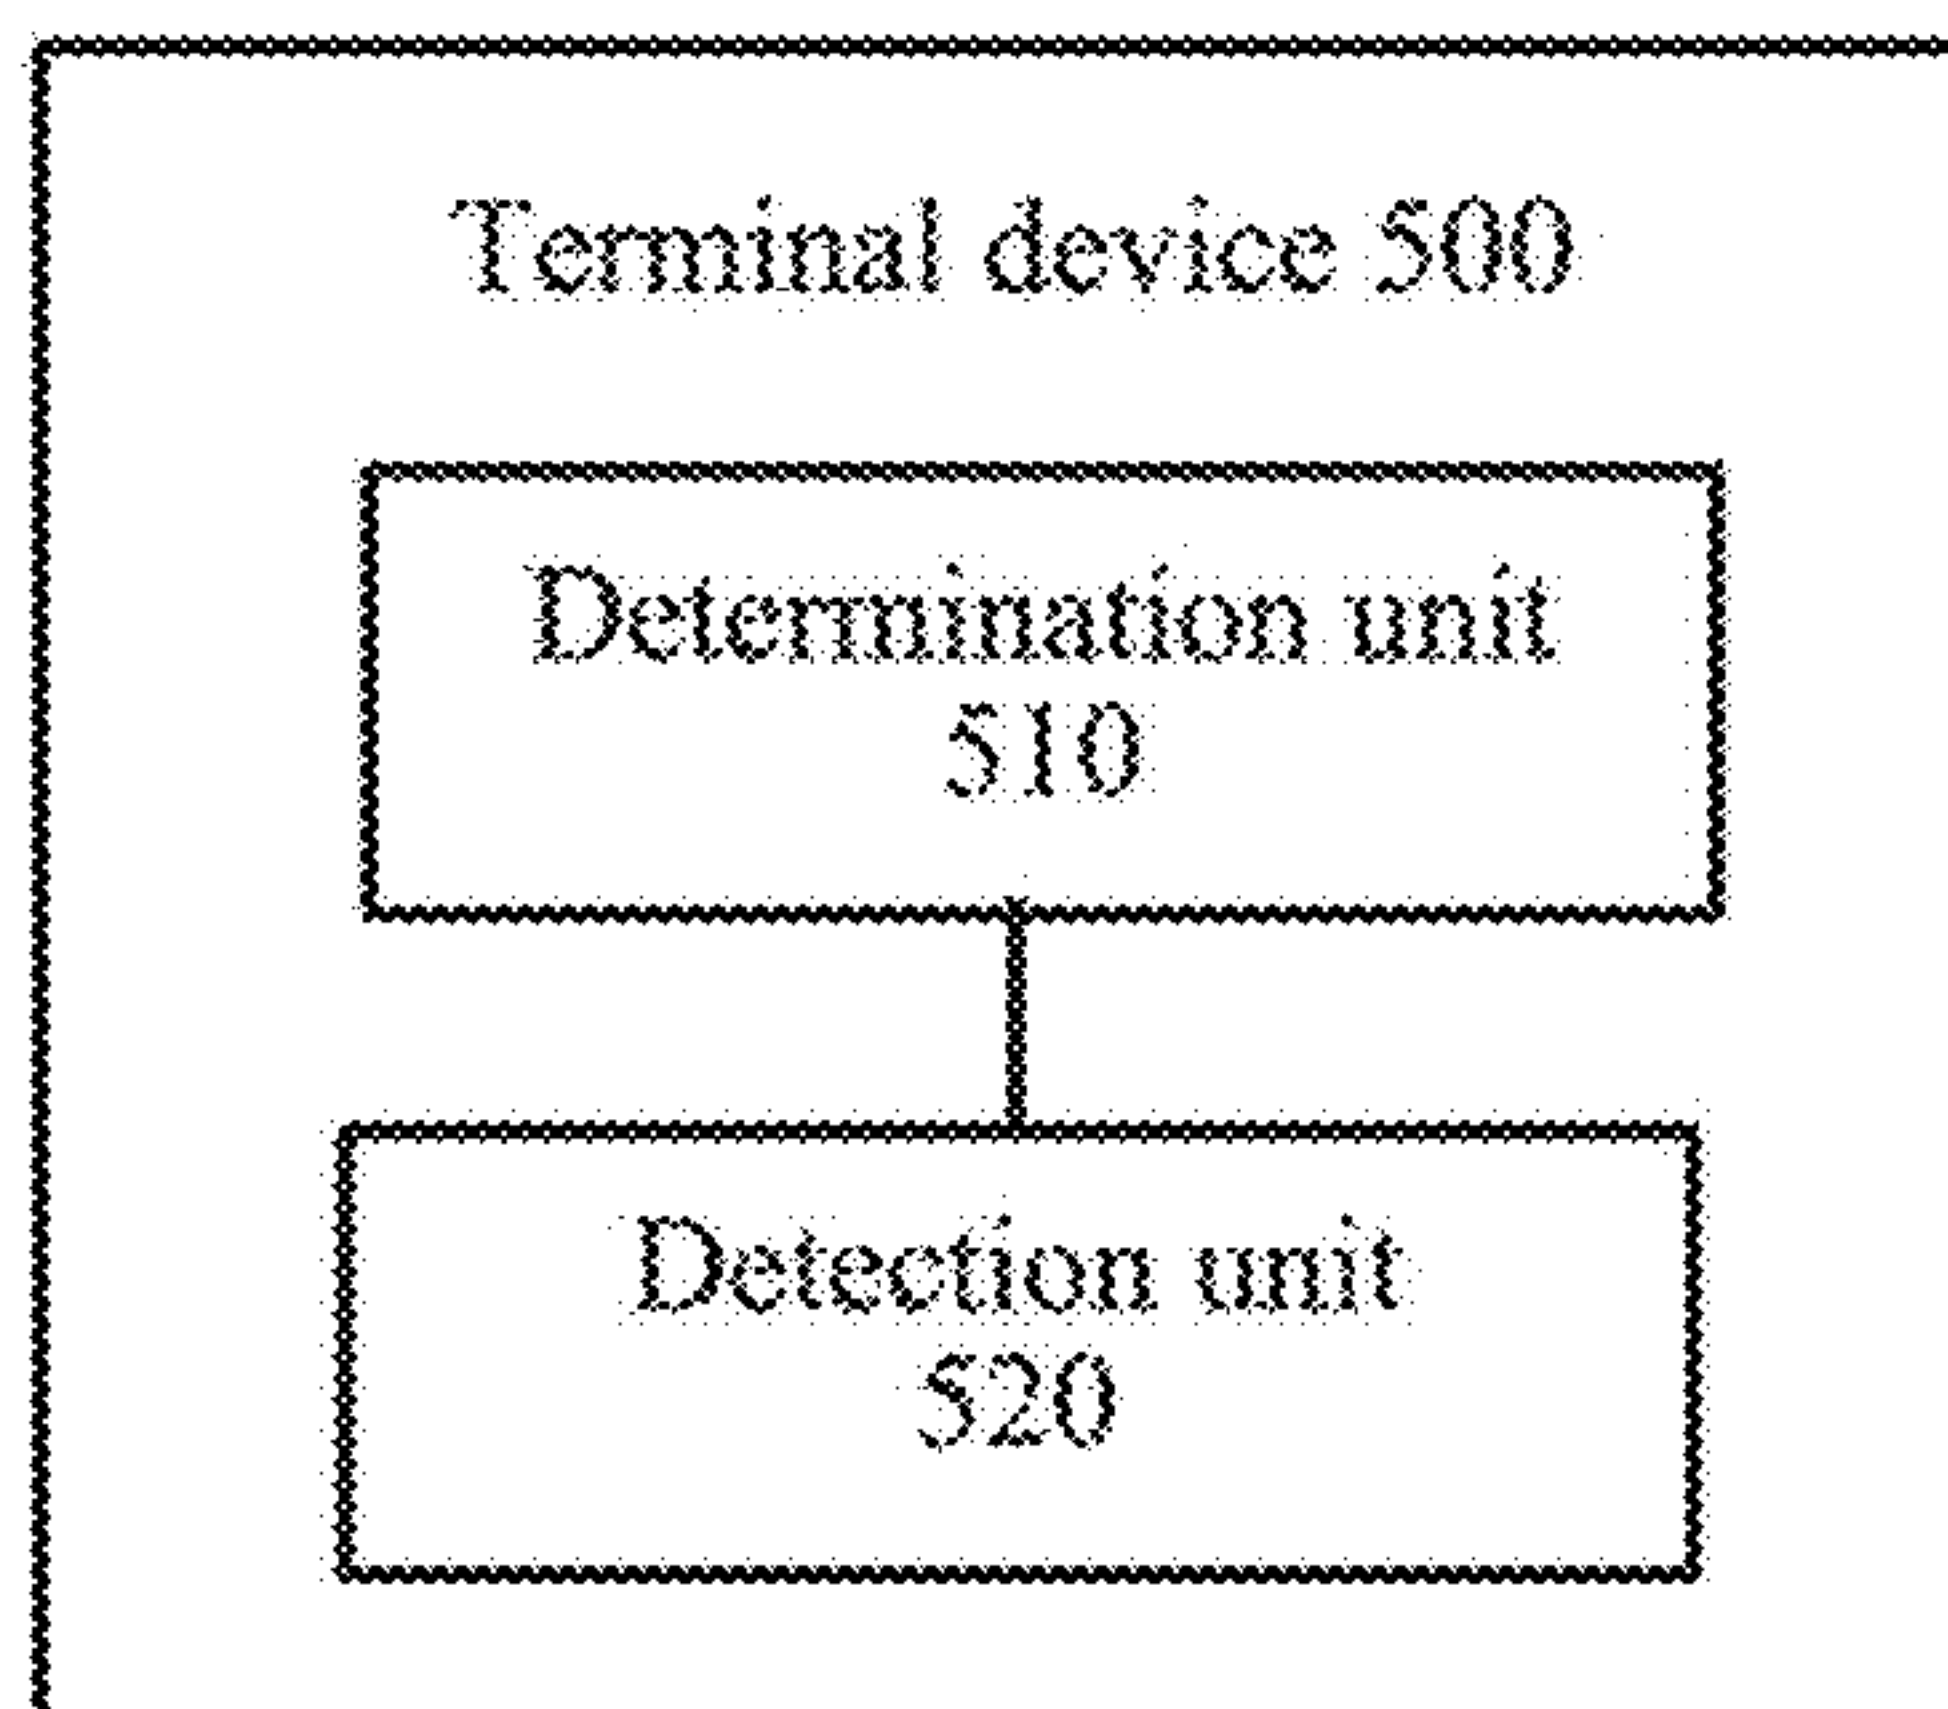 Terminal device 500
Determination unit
510
Detection unit
520